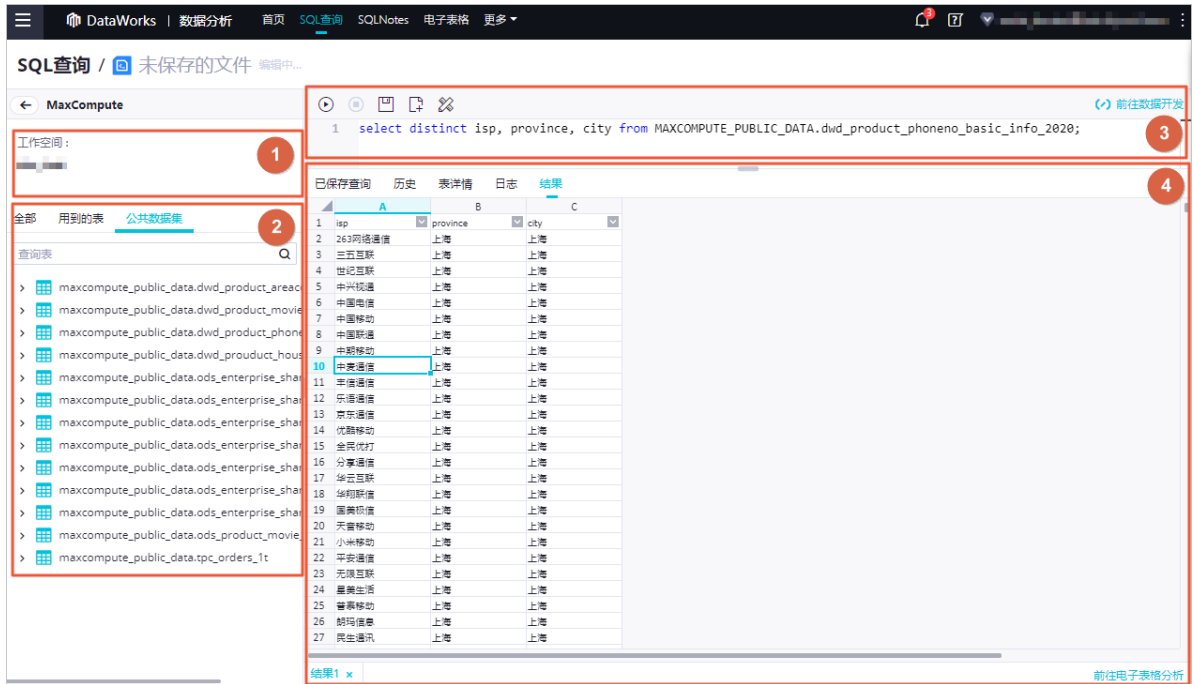 DataWorks | 数据分析 首页 SQL查询 SQLNotes 电子表格 更多 3
SQL查询 / 未保存的文件 编辑中...
MaxCompute
前往数据开发
1 select distinct isp, province, city from MAXCOMPUTE_PUBLIC_DATA.dwd_product_phoneno_basic_info_2020;
3
工作空间：
1
全部 用到的表 公共数据集
2
查询表
maxcompute_public_data.dwd_product_areaco
maxcompute_public_data.dwd_product_movie
maxcompute_public_data.dwd_product_phone
maxcompute_public_data.dwd_prouduct_hous
maxcompute_public_data.ods_enterprise_shar
maxcompute_public_data.ods_enterprise_shar
maxcompute_public_data.ods_enterprise_shar
maxcompute_public_data.ods_enterprise_shar
maxcompute_public_data.ods_enterprise_shar
maxcompute_public_data.ods_enterprise_shar
maxcompute_public_data.ods_enterprise_shar
maxcompute_public_data.ods_product_movie_
maxcompute_public_data.tpc_orders_1t
已保存查询 历史 表详情 日志 结果
4
A B C
1 isp province city
2 263网络通信 上海 上海
3 三五互联 上海 上海
4 世纪互联 上海 上海
5 中兴视通 上海 上海
6 中国电信 上海 上海
7 中国移动 上海 上海
8 中国联通 上海 上海
9 中期移动 上海 上海
10 中麦通信 上海 上海
11 丰信通信 上海 上海
12 乐语通信 上海 上海
13 京东通信 上海 上海
14 优酷移动 上海 上海
15 全民优打 上海 上海
16 分享通信 上海 上海
17 华云互联 上海 上海
18 华翔联信 上海 上海
19 国美极信 上海 上海
20 天音移动 上海 上海
21 小米移动 上海 上海
22 平安通信 上海 上海
23 无限互联 上海 上海
24 星美生活 上海 上海
25 普泰移动 上海 上海
26 朗玛信息 上海 上海
27 民生通讯 上海 上海
结果1 ×
前往电子表格分析